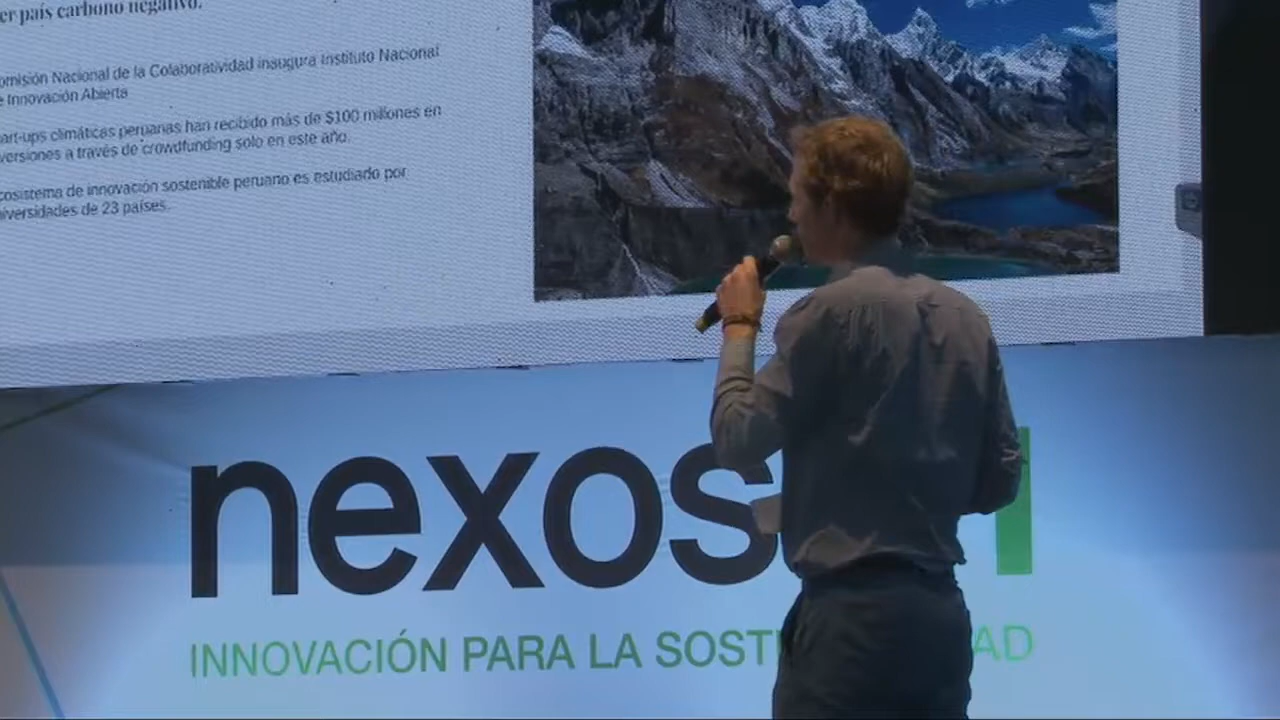 er país carbono negativo.
omisión Nacional de la Colaboratividad inaugura Instituto Nacional
e Innovación Abierta
art-ups climáticas peruanas han recibido más de $100 millones en
versiones a través de crowdfunding solo en este año.
cosistema de innovación sostenible peruano es estudiado por
iversidades de 23 países.
nexos
INNOVACIÓN PARA LA SOSTI AD